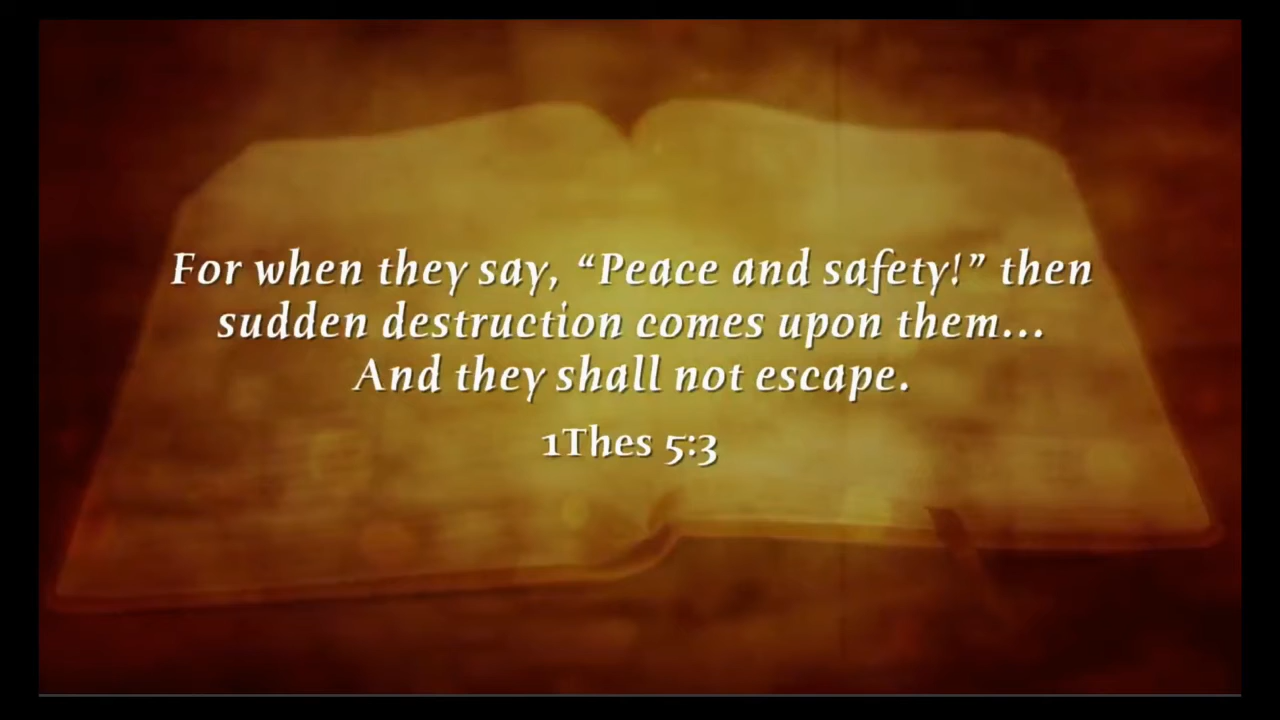 For when they say, “Peace and safety!” then
sudden destruction comes upon them...
And they shall not escape.
1Thes 5:3